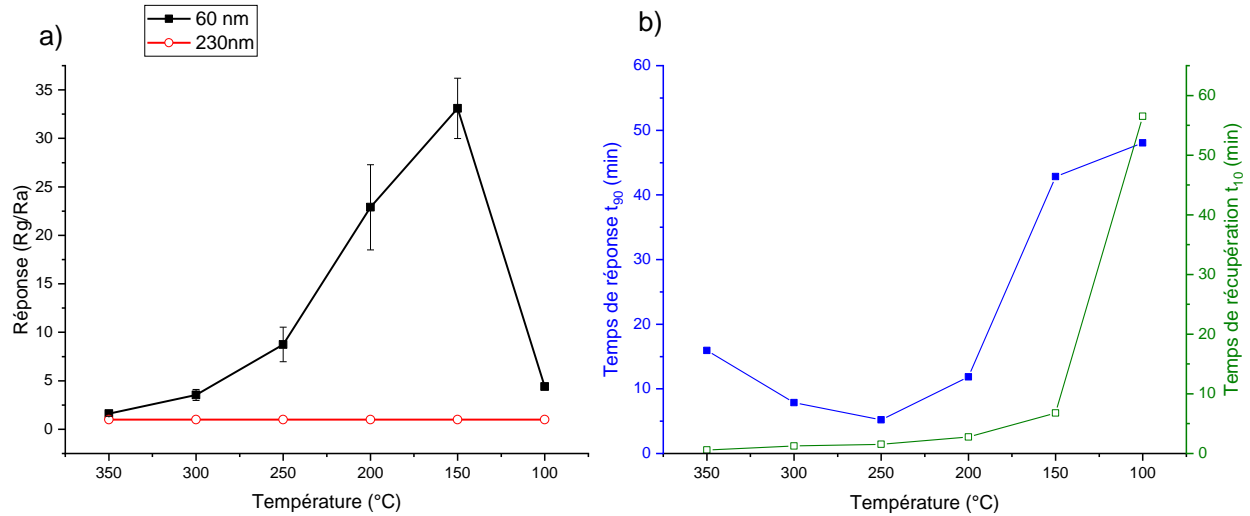 a)
60 nm
230nm
Réponse (Rg/Ra)
35
30
25
20
15
10
5
0
350 300 250 200 150 100
Température (°C)
b)
Temps de réponse t90 (min)
60
50
40
30
20
10
0
350 300 250 200 150 100
Température (°C)
60
50
40
30
20
10
0
Temps de récupération t10 (min)